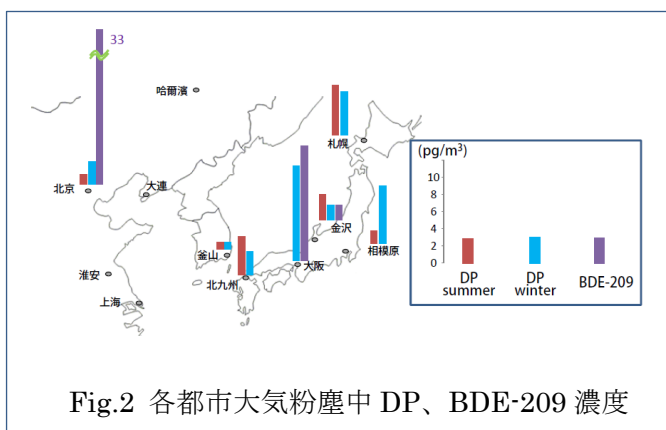 33
哈爾濱
札幌
北京
大連
金沢
相模原
釜山
大阪
北九州
淮安
上海
(pg/m³)
10
8
6
4
2
0
DP summer
DP winter
BDE-209
Fig.2 各都市大気粉塵中 DP、BDE-209 濃度